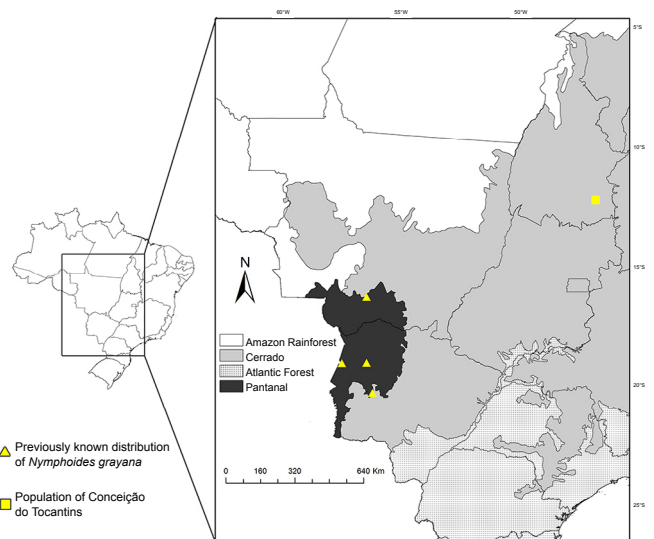 60°W 55°W 50°W
5°S
10°S
15°S
20°S
25°S
N
Amazon Rainforest
Cerrado
Atlantic Forest
Pantanal
0 160 320 640 Km
Previously known distribution
of Nymphoides grayana
Population of Conceição
do Tocantins